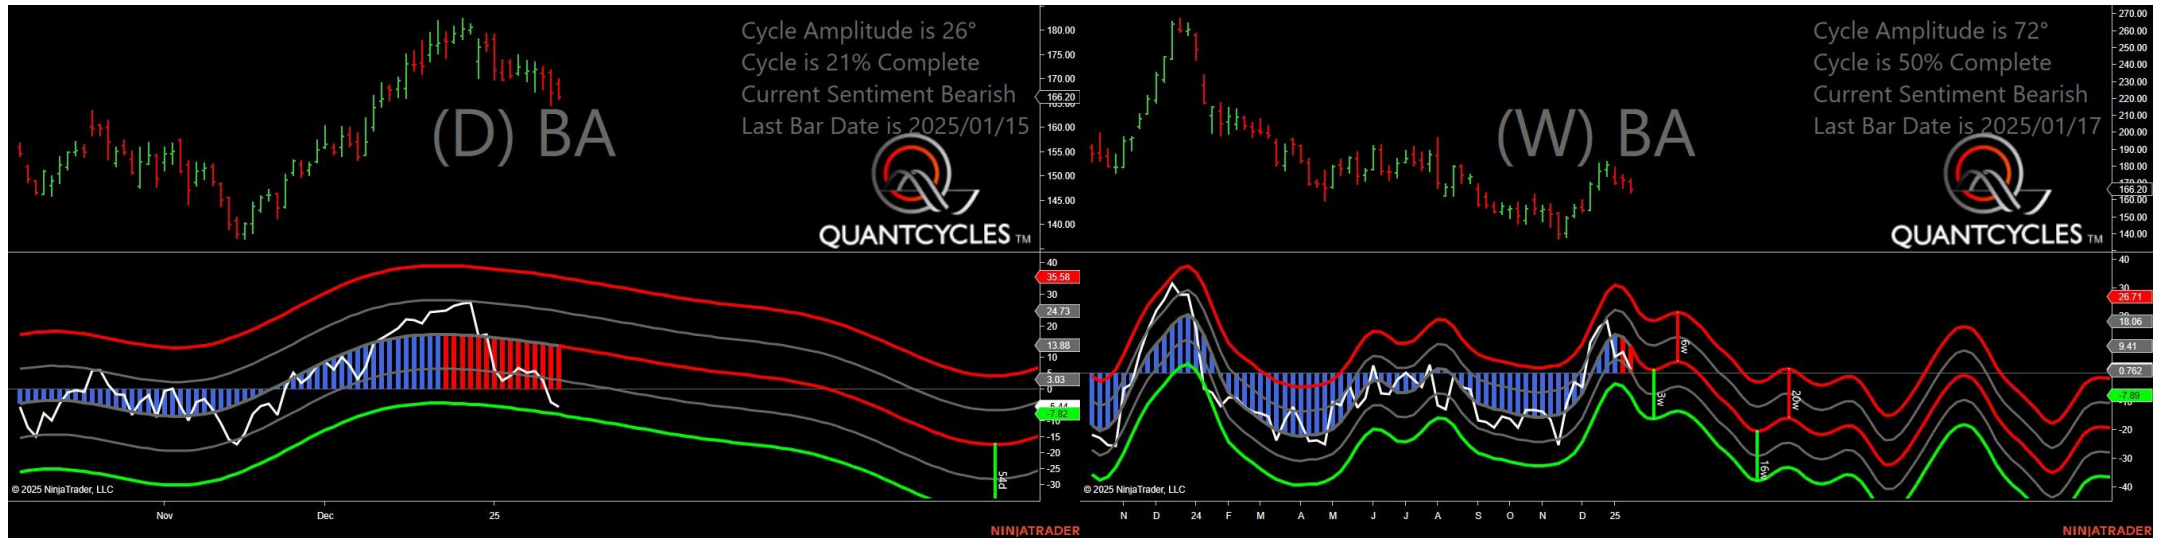 Cycle Amplitude is 26°
Cycle is 21% Complete
Current Sentiment Bearish
Last Bar Date is 2025/01/15
(D) BA
QUANTCYCLES TM
180.00
175.00
170.00
166.20
160.00
155.00
150.00
145.00
140.00
40
35.58
30
24.73
20
13.88
10
5
3.03
0
-7.82
-10
-15
-20
-25
-30
54d
© 2025 NinjaTrader, LLC
Nov
Dec
25
NINJATRADER
Cycle Amplitude is 72°
Cycle is 50% Complete
Current Sentiment Bearish
Last Bar Date is 2025/01/17
(W) BA
QUANTCYCLES TM
270.00
260.00
250.00
240.00
230.00
220.00
210.00
200.00
190.00
180.00
166.20
160.00
150.00
140.00
40
30
26.71
18.06
9.41
0.762
-7.89
-20
-30
-40
6w
3w
20w
16w
© 2025 NinjaTrader, LLC
N D 24 F M A M J J A S O N D 25
NINJATRADER